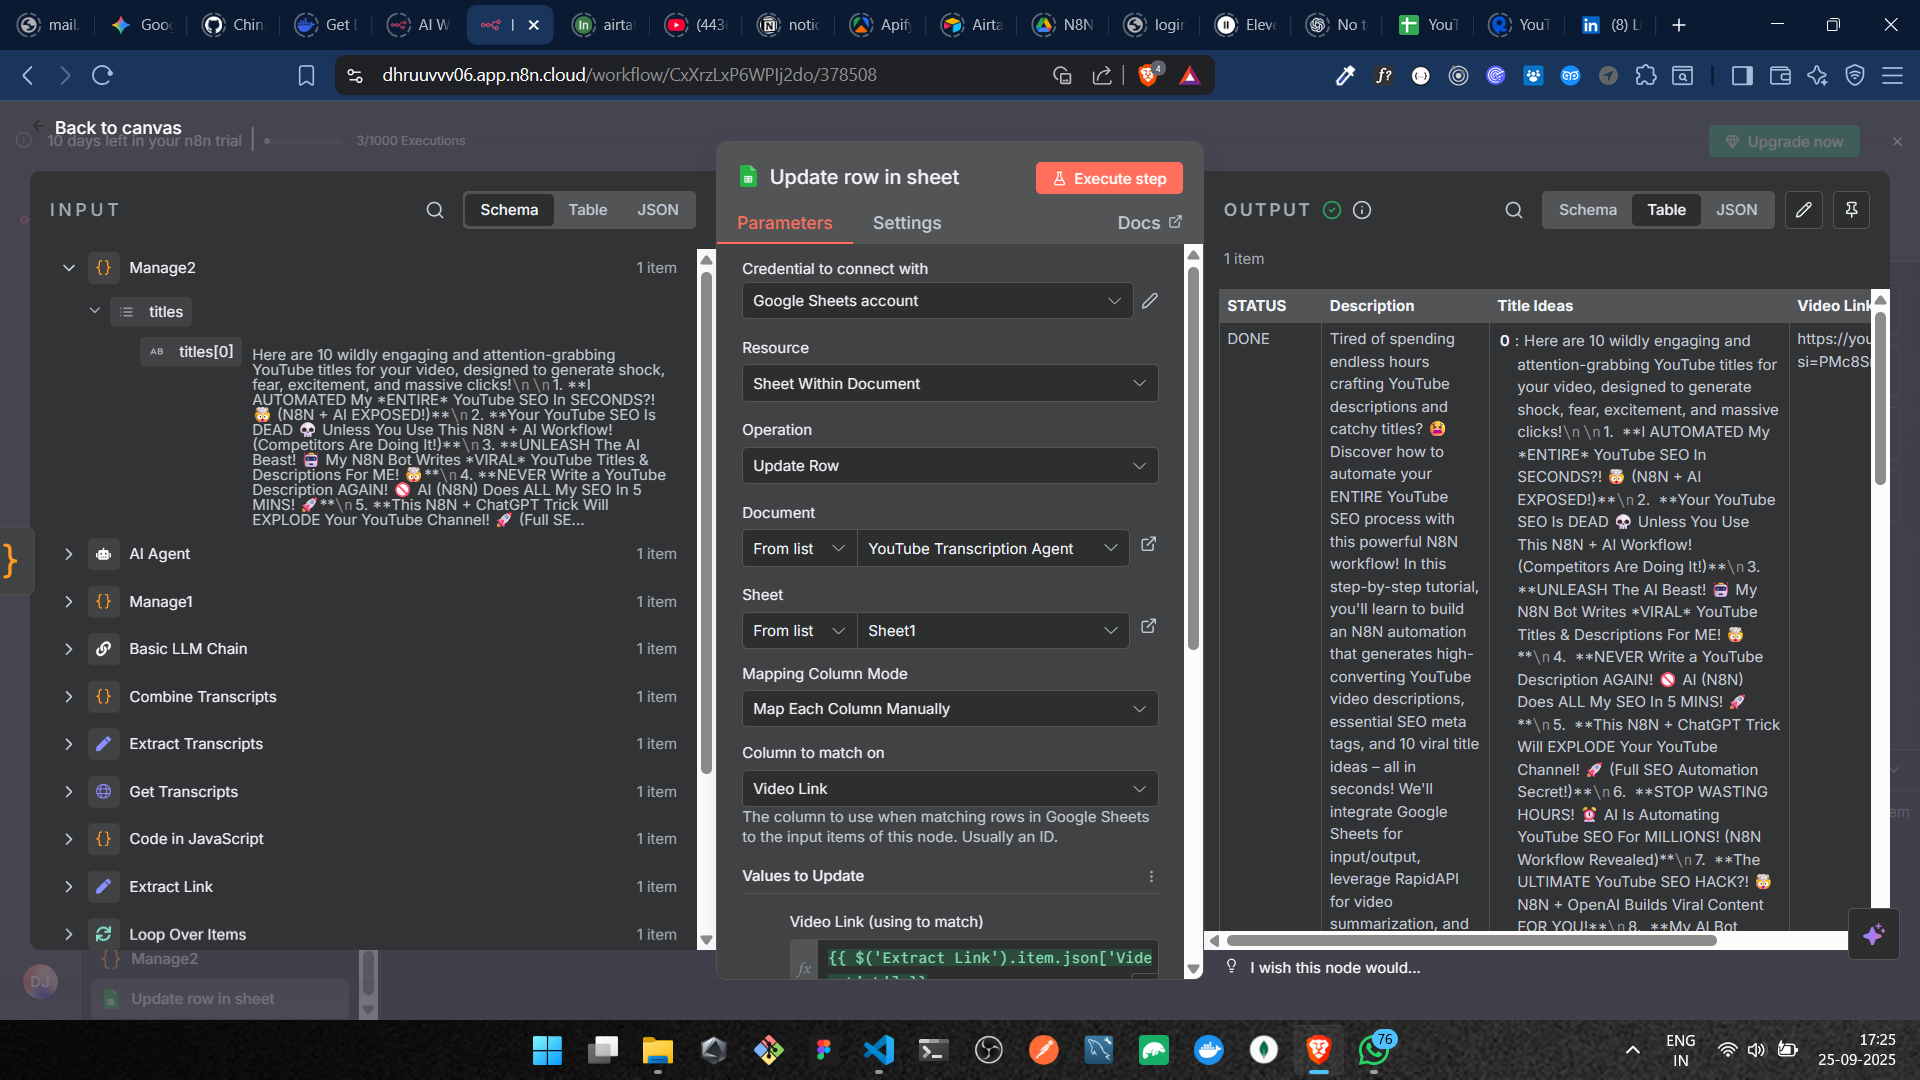 mail.
Goo
Chin
Get
AI W
airta
(443
notic
Apify
Airta
N8N
login
Eleve
No t
YouT
YouT
(8) Li
dhruuvvv06.app.n8n.cloud/workflow/CxXrzLxP6WPIj2do/378508
4
Back to canvas
10 days left in your n8n trial
3/1000 Executions
Upgrade now
INPUT
Schema
Table
JSON
Manage2
1 item
titles
titles[0]
Here are 10 wildly engaging and attention-grabbing
YouTube titles for your video, designed to generate shock,
fear, excitement, and massive clicks!\n\n1. **I
AUTOMATED My *ENTIRE* YouTube SEO In SECONDS?!
🤯 (N8N + AI EXPOSED!)**\n2. **Your YouTube SEO Is
DEAD 💀 Unless You Use This N8N + AI Workflow!
(Competitors Are Doing It!)**\n3. **UNLEASH The AI
Beast! 🤖 My N8N Bot Writes *VIRAL* YouTube Titles &
Descriptions For ME! 🤯**\n4. **NEVER Write a YouTube
Description AGAIN! 🚫 AI (N8N) Does ALL My SEO In 5
MINS! 🚀**\n5. **This N8N + ChatGPT Trick Will
EXPLODE Your YouTube Channel! 🚀 (Full SE...
AI Agent
1 item
Manage1
1 item
Basic LLM Chain
1 item
Combine Transcripts
1 item
Extract Transcripts
1 item
Get Transcripts
1 item
Code in JavaScript
1 item
Extract Link
1 item
Loop Over Items
1 item
Manage2
Update row in sheet
DJ
Update row in sheet
Execute step
Parameters
Settings
Docs
Credential to connect with
Google Sheets account
Resource
Sheet Within Document
Operation
Update Row
Document
From list
YouTube Transcription Agent
Sheet
From list
Sheet1
Mapping Column Mode
Map Each Column Manually
Column to match on
Video Link
The column to use when matching rows in Google Sheets
to the input items of this node. Usually an ID.
Values to Update
Video Link (using to match)
fx
{{ $('Extract Link').item.json['Vide
OUTPUT
Schema
Table
JSON
1 item
STATUS
Description
Title Ideas
Video Link
DONE
Tired of spending
endless hours
crafting YouTube
descriptions and
catchy titles? 😫
Discover how to
automate your
ENTIRE YouTube
SEO process with
this powerful N8N
workflow! In this
step-by-step tutorial,
you'll learn to build
an N8N automation
that generates high-
converting YouTube
video descriptions,
essential SEO meta
tags, and 10 viral title
ideas – all in
seconds! We'll
integrate Google
Sheets for
input/output,
leverage RapidAPI
for video
summarization, and
0 : Here are 10 wildly engaging and
attention-grabbing YouTube titles for
your video, designed to generate
shock, fear, excitement, and massive
clicks!\n\n1. **I AUTOMATED My
*ENTIRE* YouTube SEO In
SECONDS?! 🤯 (N8N + AI
EXPOSED!)**\n2. **Your YouTube
SEO Is DEAD 💀 Unless You Use
This N8N + AI Workflow!
(Competitors Are Doing It!)**\n3.
**UNLEASH The AI Beast! 🤖 My
N8N Bot Writes *VIRAL* YouTube
Titles & Descriptions For ME! 🤯
**\n4. **NEVER Write a YouTube
Description AGAIN! 🚫 AI (N8N)
Does ALL My SEO In 5 MINS! 🚀
**\n5. **This N8N + ChatGPT Trick
Will EXPLODE Your YouTube
Channel! 🚀 (Full SEO Automation
Secret!)**\n6. **STOP WASTING
HOURS! ⏰ AI Is Automating
YouTube SEO For MILLIONS! (N8N
Workflow Revealed)**\n7. **The
ULTIMATE YouTube SEO HACK?! 🤯
N8N + OpenAI Builds Viral Content
FOR YOU!**\n8. **My AI Bot
https://you
si=PMc8S
I wish this node would...
76
ENG
IN
17:25
25-09-2025